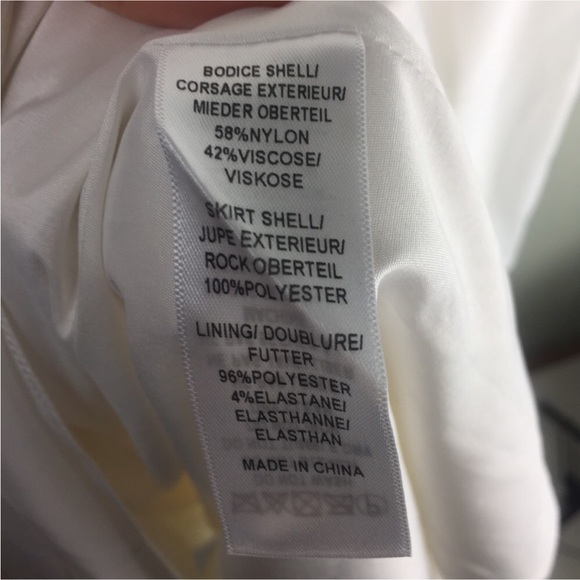 BODICE SHELL/
CORSAGE EXTERIEUR/
MIEDER OBERTEIL
58%NYLON
42%VISCOSE/
VISKOSE
SKIRT SHELL/
JUPE EXTERIEUR/
ROCK OBERTEIL
100%POLYESTER
LINING/ DOUBLURE/
FUTTER
96%POLYESTER
4%ELASTANE/
ELASTHANNE/
ELASTHAN
MADE IN CHINA